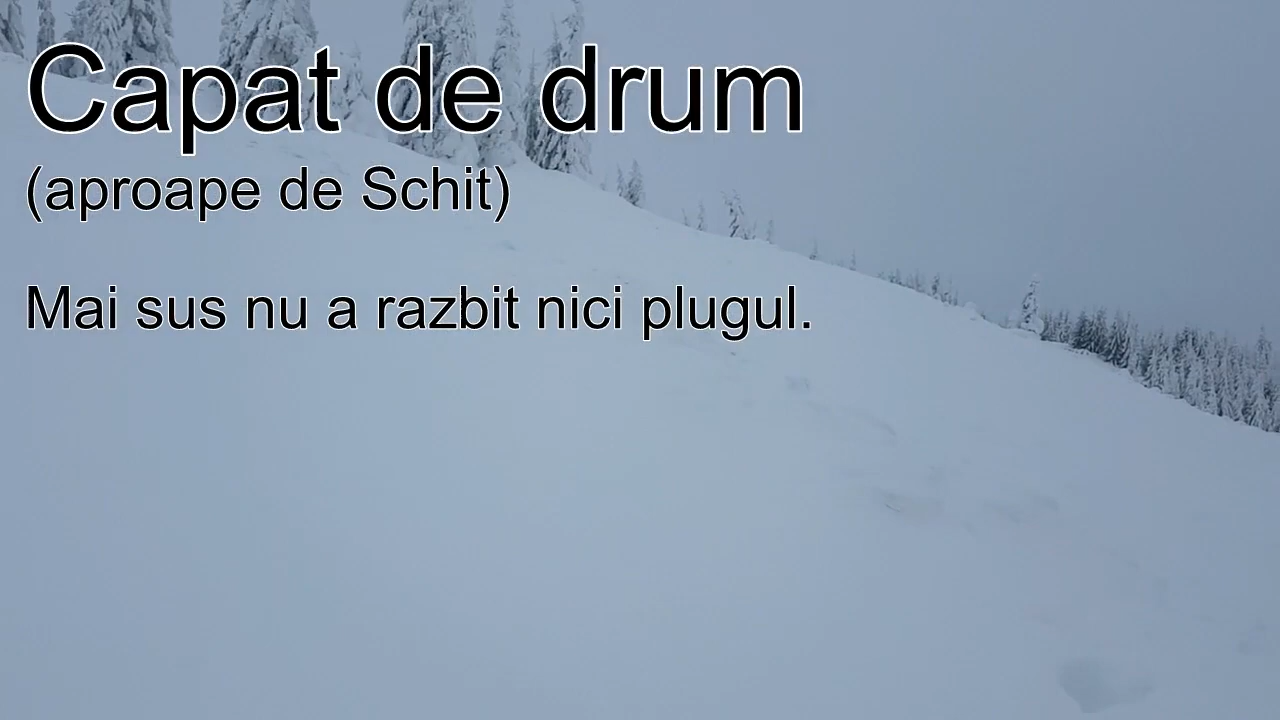 Capat de drum
(aproape de Schit)
Mai sus nu a razbit nici plugul.